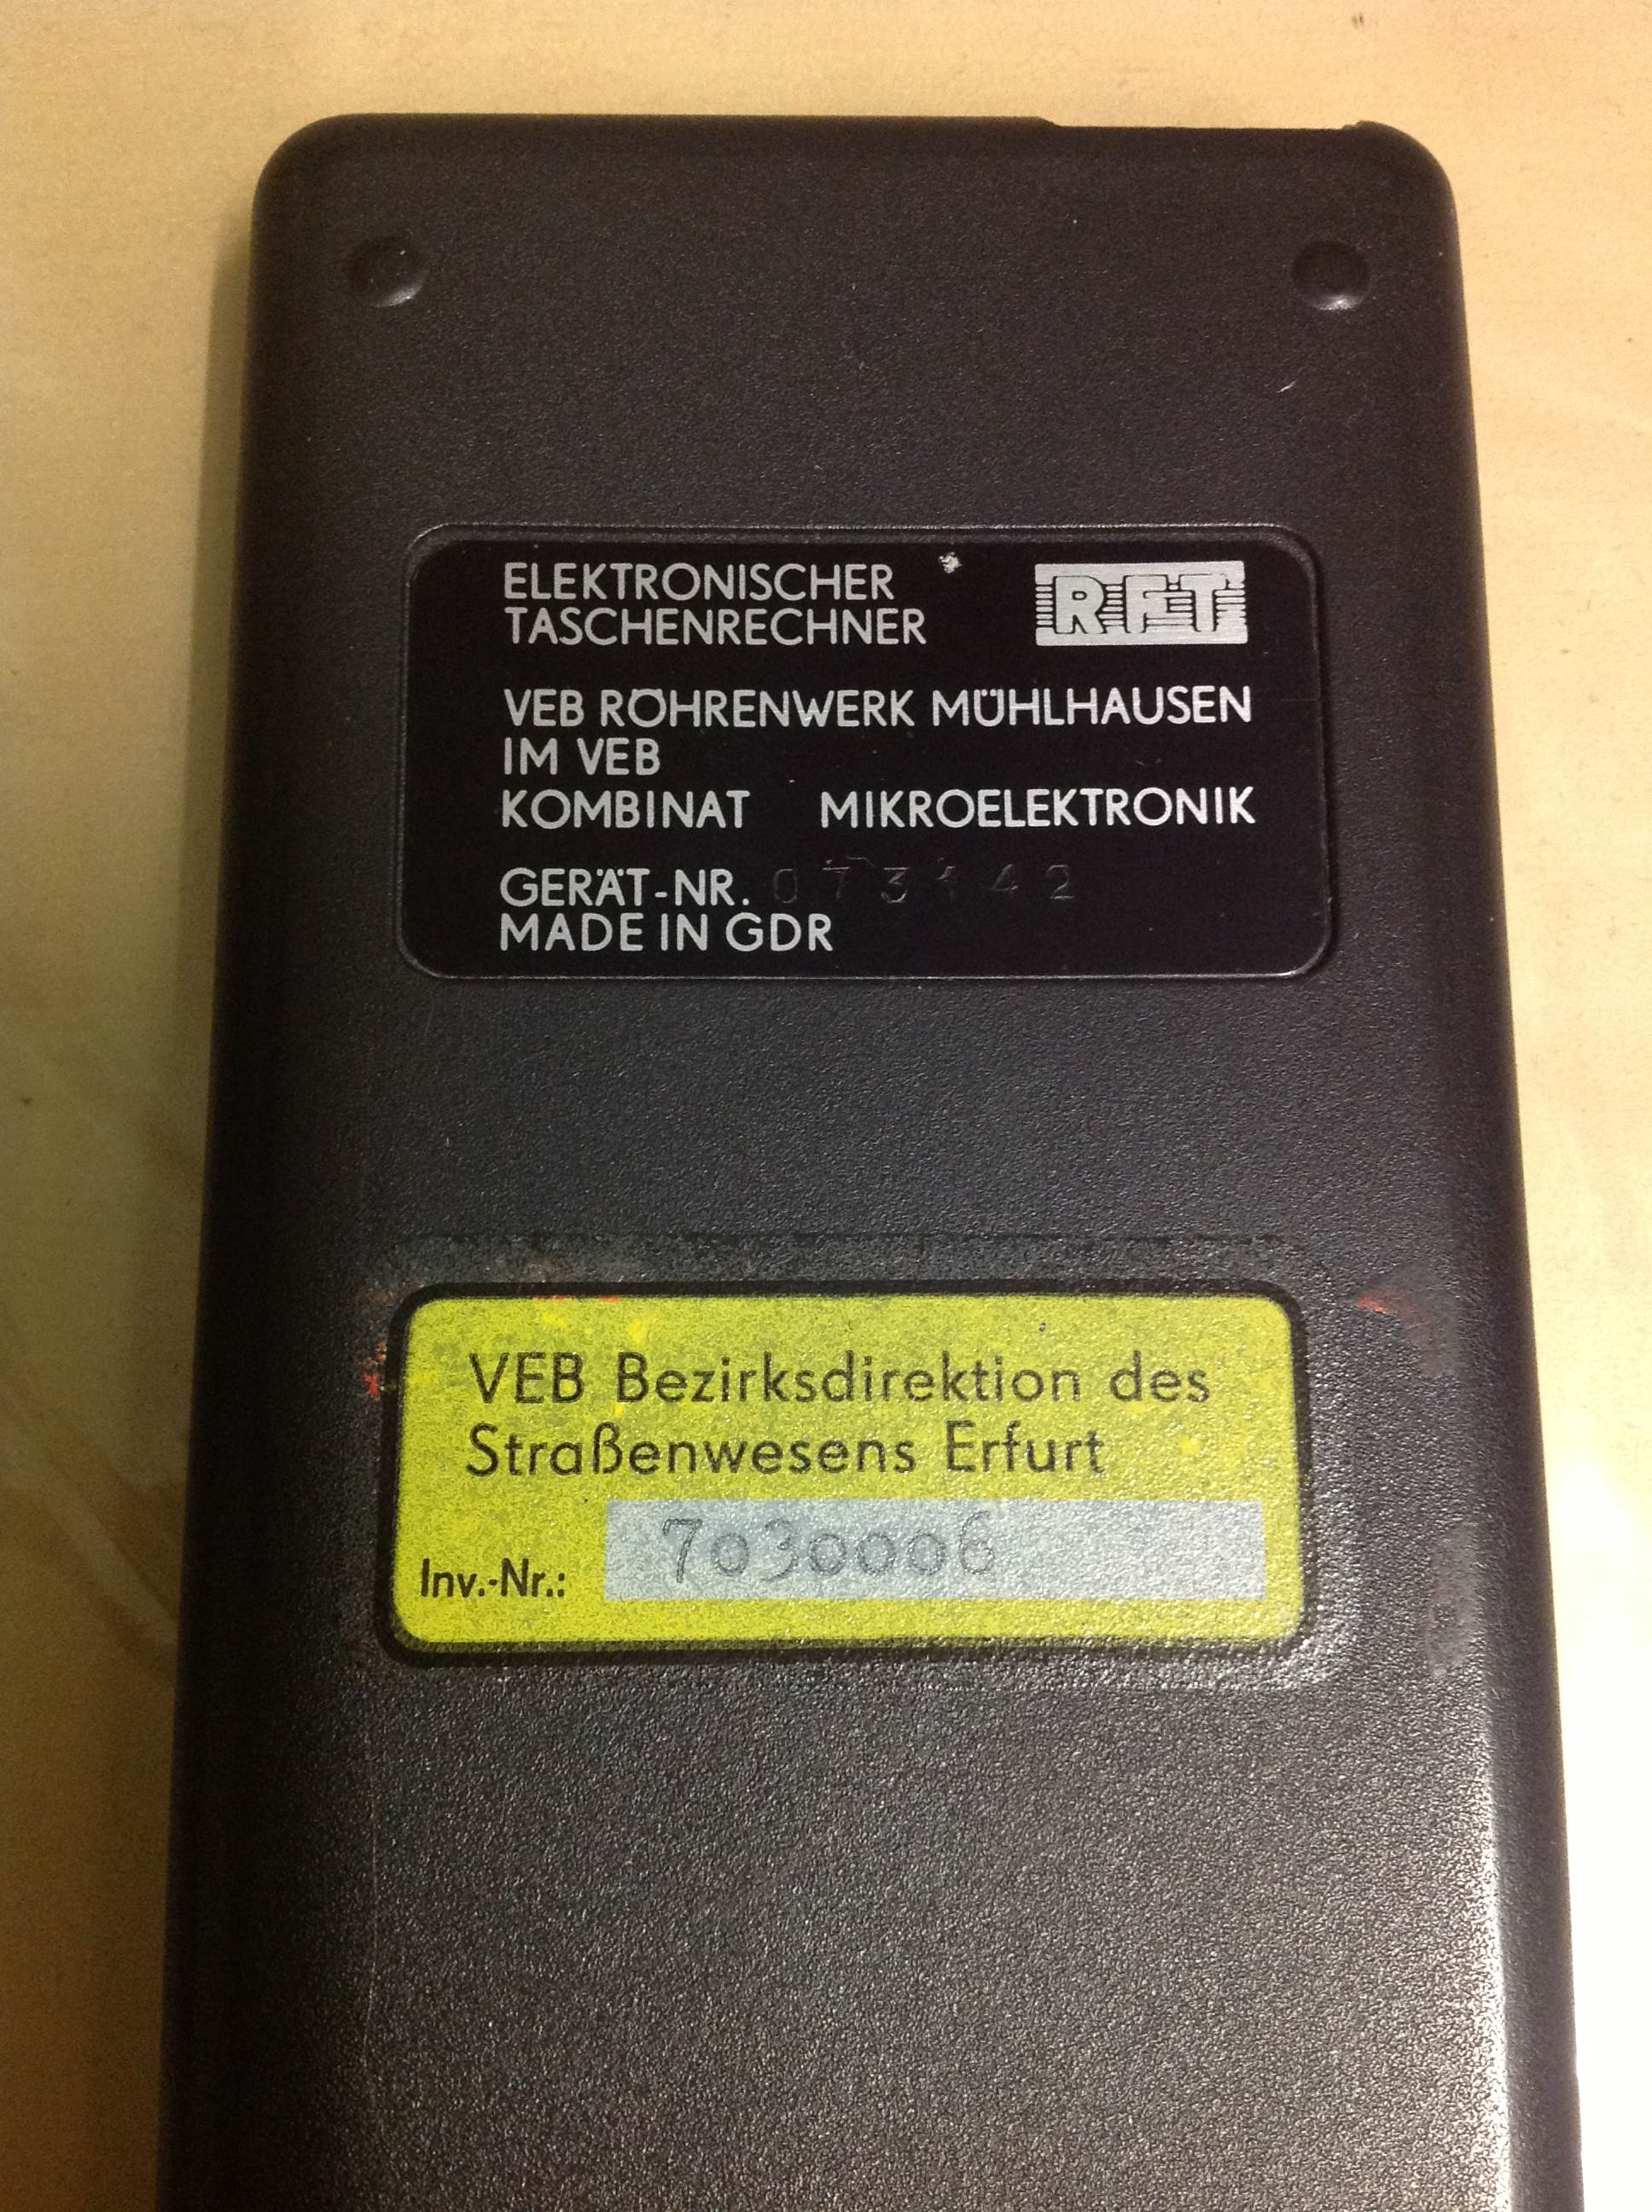 ELEKTRONISCHER
TASCHENRECHNER
RFT
VEB RÖHRENWERK MÜHLHAUSEN
IM VEB
KOMBINAT MIKROELEKTRONIK
GERÄT-NR. 073142
MADE IN GDR
VEB Bezirksdirektion des
Straßenwesens Erfurt
Inv.-Nr.: 7030006